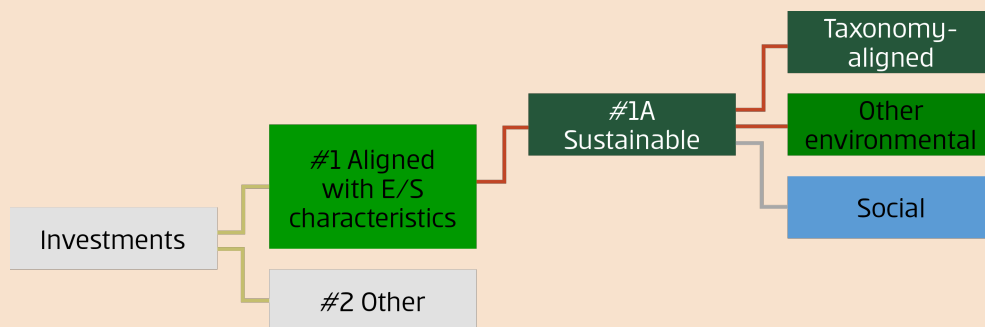 Taxonomy-
aligned
#1A
Sustainable
Other
environmental
#1 Aligned
with E/S
characteristics
Social
Investments
#2 Other